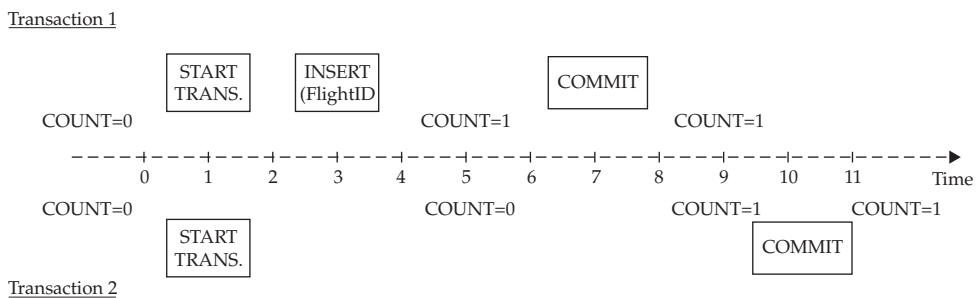 Transaction 1
START
TRANS.
INSERT
(FlightID
COMMIT
COUNT=0
COUNT=1
COUNT=1
0 1 2 3 4 5 6 7 8 9 10 11 Time
COUNT=0
COUNT=0
COUNT=1
COUNT=1
START
TRANS.
COMMIT
Transaction 2